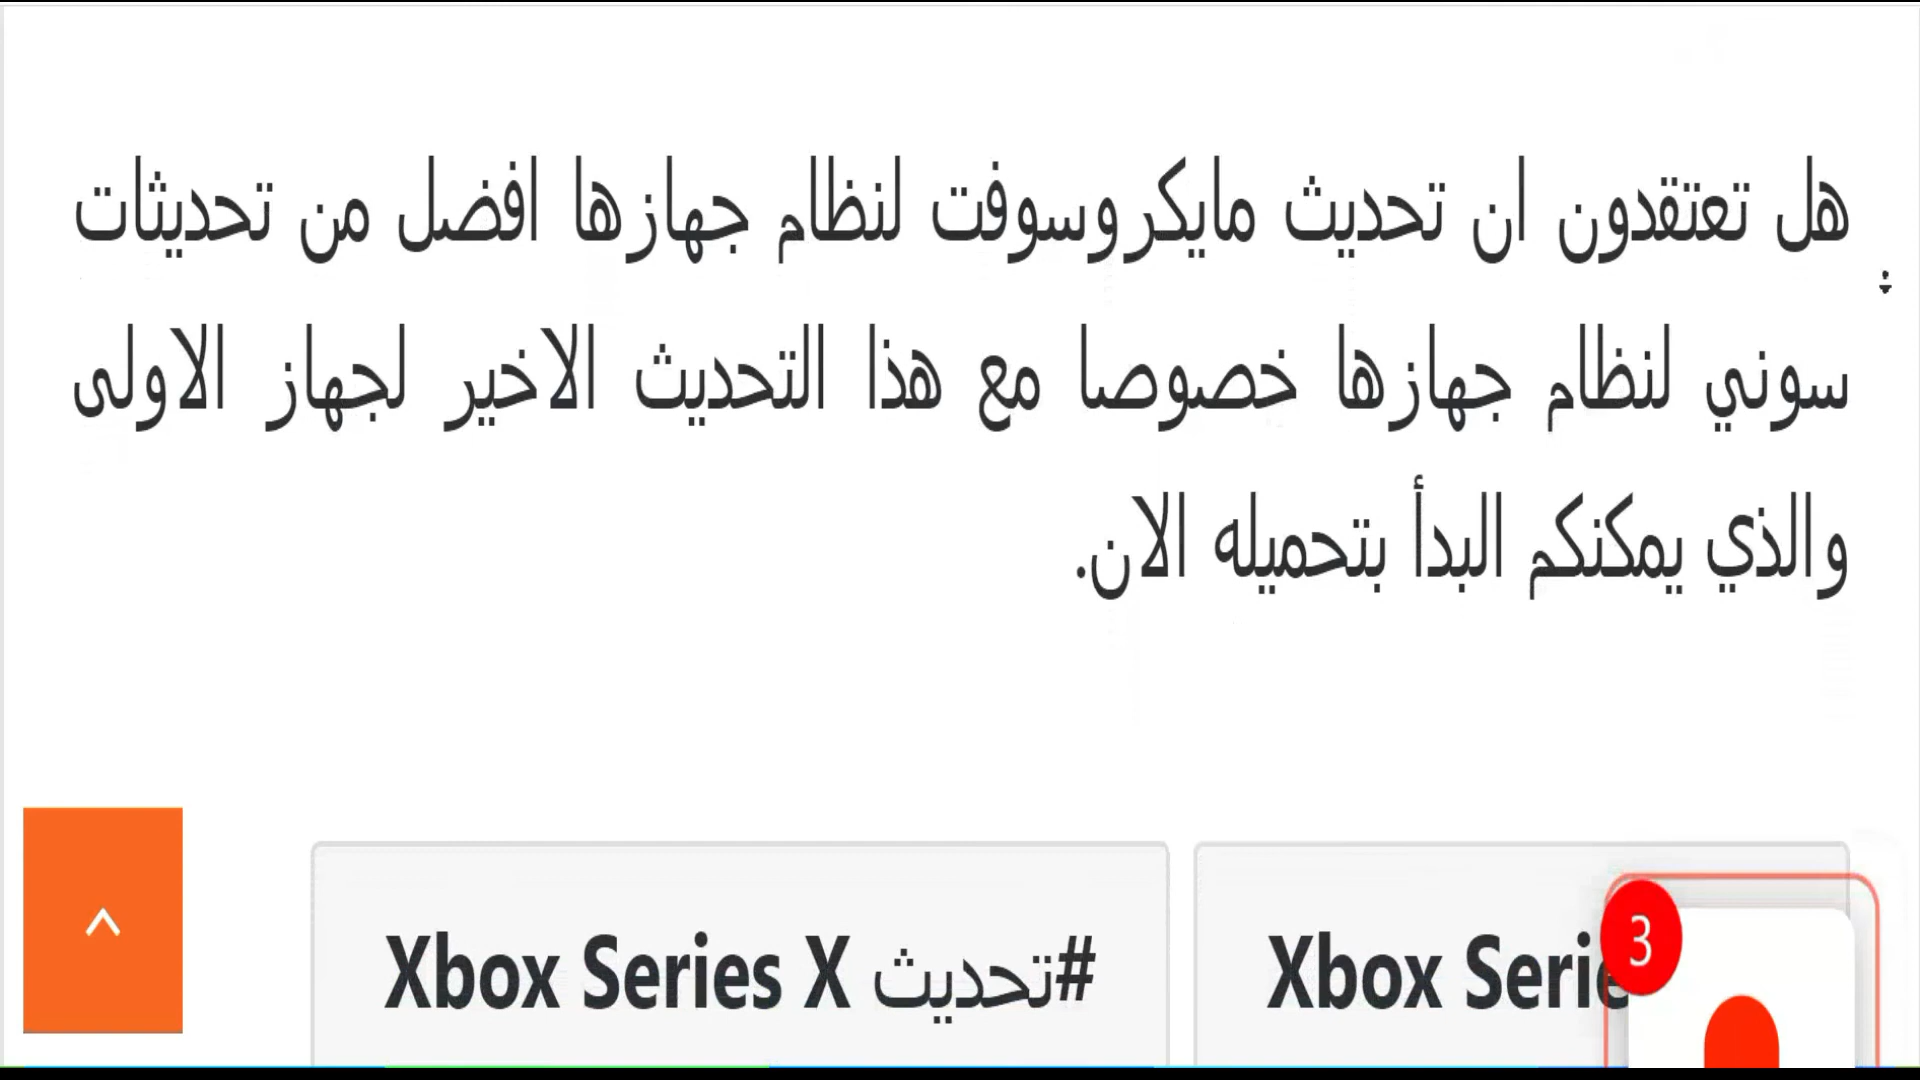 هل تعتقدون ان تحديث مايكروسوفت لنظام جهازها افضل من تحديثات
سوني لنظام جهازها خصوصا مع هذا التحديث الاخير لجهاز الاولى
والذي يمكنكم البدأ بتحميله الان.
Xbox Serie
#تحديث Xbox Series X
3